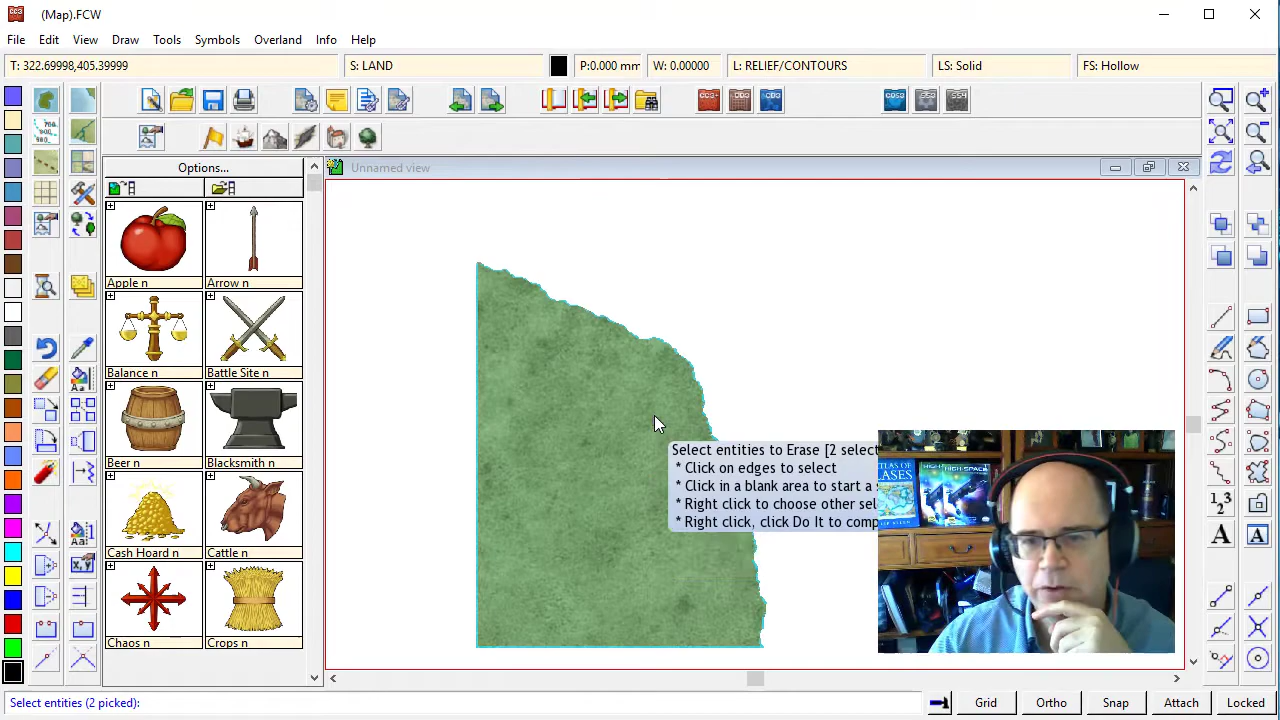 (Map).FCW
File Edit View Draw Tools Symbols Overland Info Help
T: 322.69998,405.39999 S: LAND P:0.000 mm W: 0.00000 L: RELIEF/CONTOURS LS: Solid FS: Hollow
Options...
Unnamed view
Apple n Arrow n
Balance n Battle Site n
Beer n Blacksmith n
Cash Hoard n Cattle n
Chaos n Crops n
Select entities to Erase [2 select
* Click on edges to select
* Click in a blank area to start a
* Right click to choose other sel
* Right click, click Do It to comp
ATLAS OF
Select entities (2 picked):
Grid Ortho Snap Attach Locked